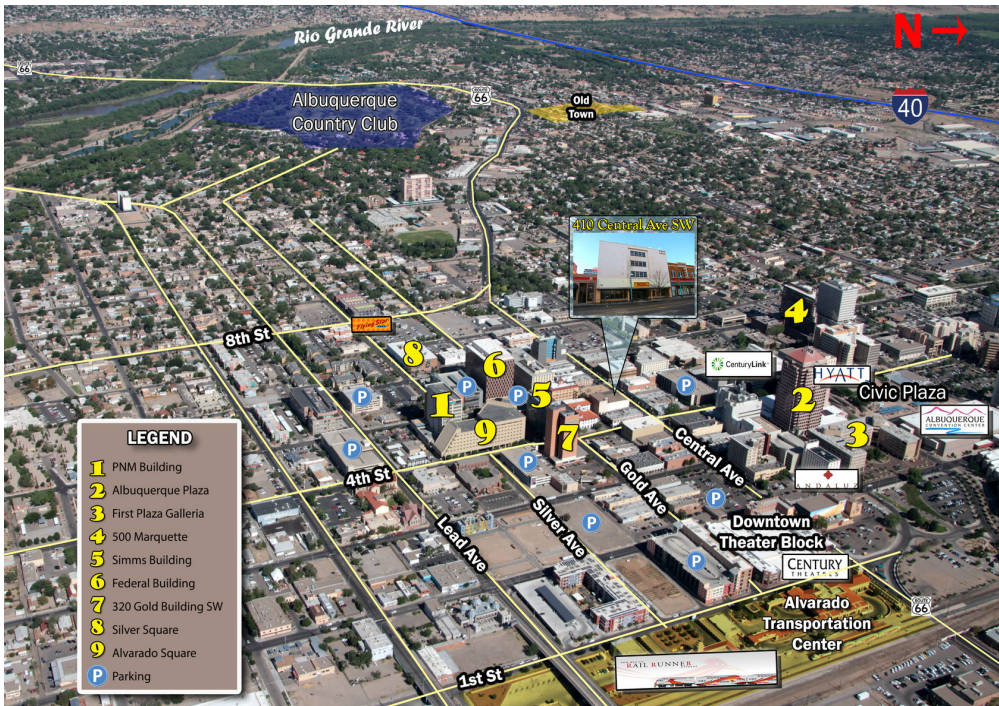 Rio Grande River
N
66
ROUTE
66
40
Albuquerque
Country Club
Old
Town
410 Central Ave SW
8th St
Flying Star
8
6
5
1
9
7
4
2
3
CenturyLink
HYATT
Civic Plaza
ALBUQUERQUE
CONVENTION CENTER
ANDALUZ
P
P
P
P
P
P
P
P
P
4th St
Central Ave
Gold Ave
Silver Ave
Lead Ave
Downtown
Theater Block
CENTURY
THEATRES
66
Alvarado
Transportation
Center
1st St
RAIL RUNNER
LEGEND
1 PNM Building
2 Albuquerque Plaza
3 First Plaza Galleria
4 500 Marquette
5 Simms Building
6 Federal Building
7 320 Gold Building SW
8 Silver Square
9 Alvarado Square
P Parking